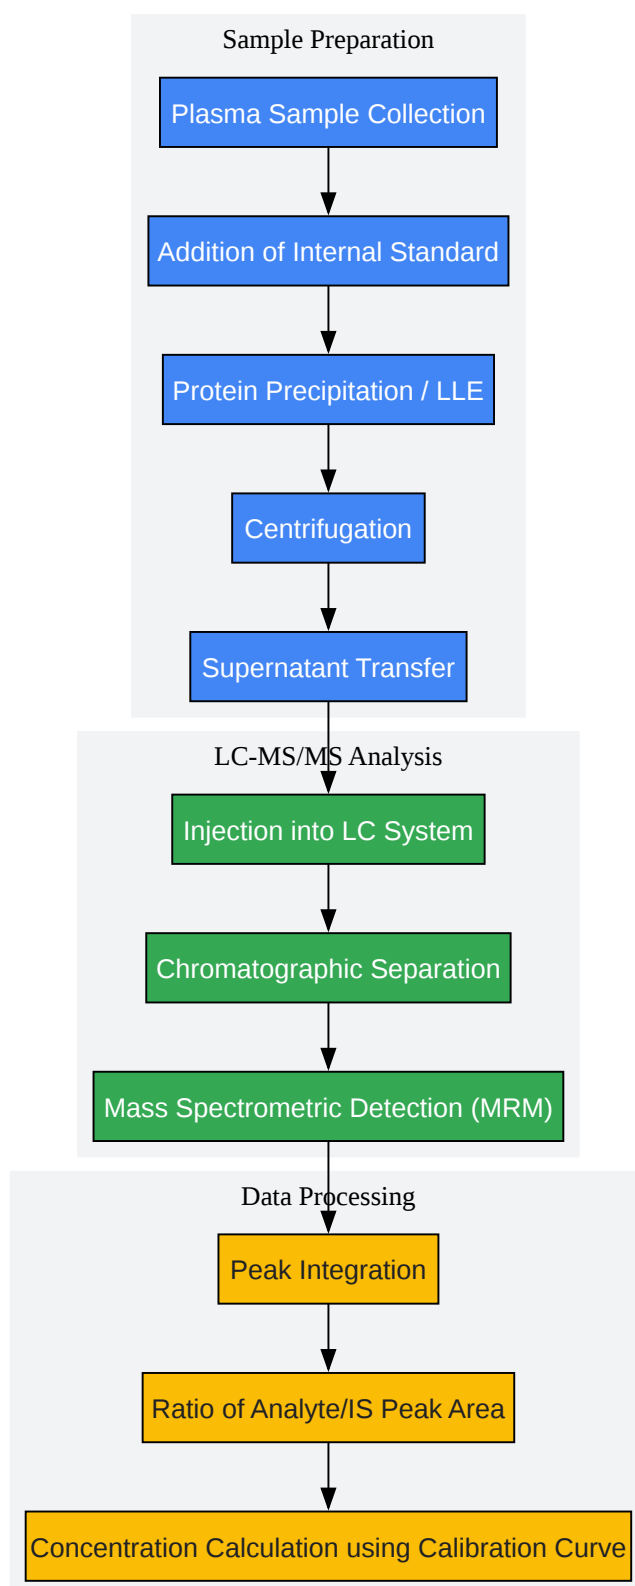 Sample Preparation
Plasma Sample Collection
Addition of Internal Standard
Protein Precipitation / LLE
Centrifugation
Supernatant Transfer
LC-MS/MS Analysis
Injection into LC System
Chromatographic Separation
Mass Spectrometric Detection (MRM)
Data Processing
Peak Integration
Ratio of Analyte/IS Peak Area
Concentration Calculation using Calibration Curve